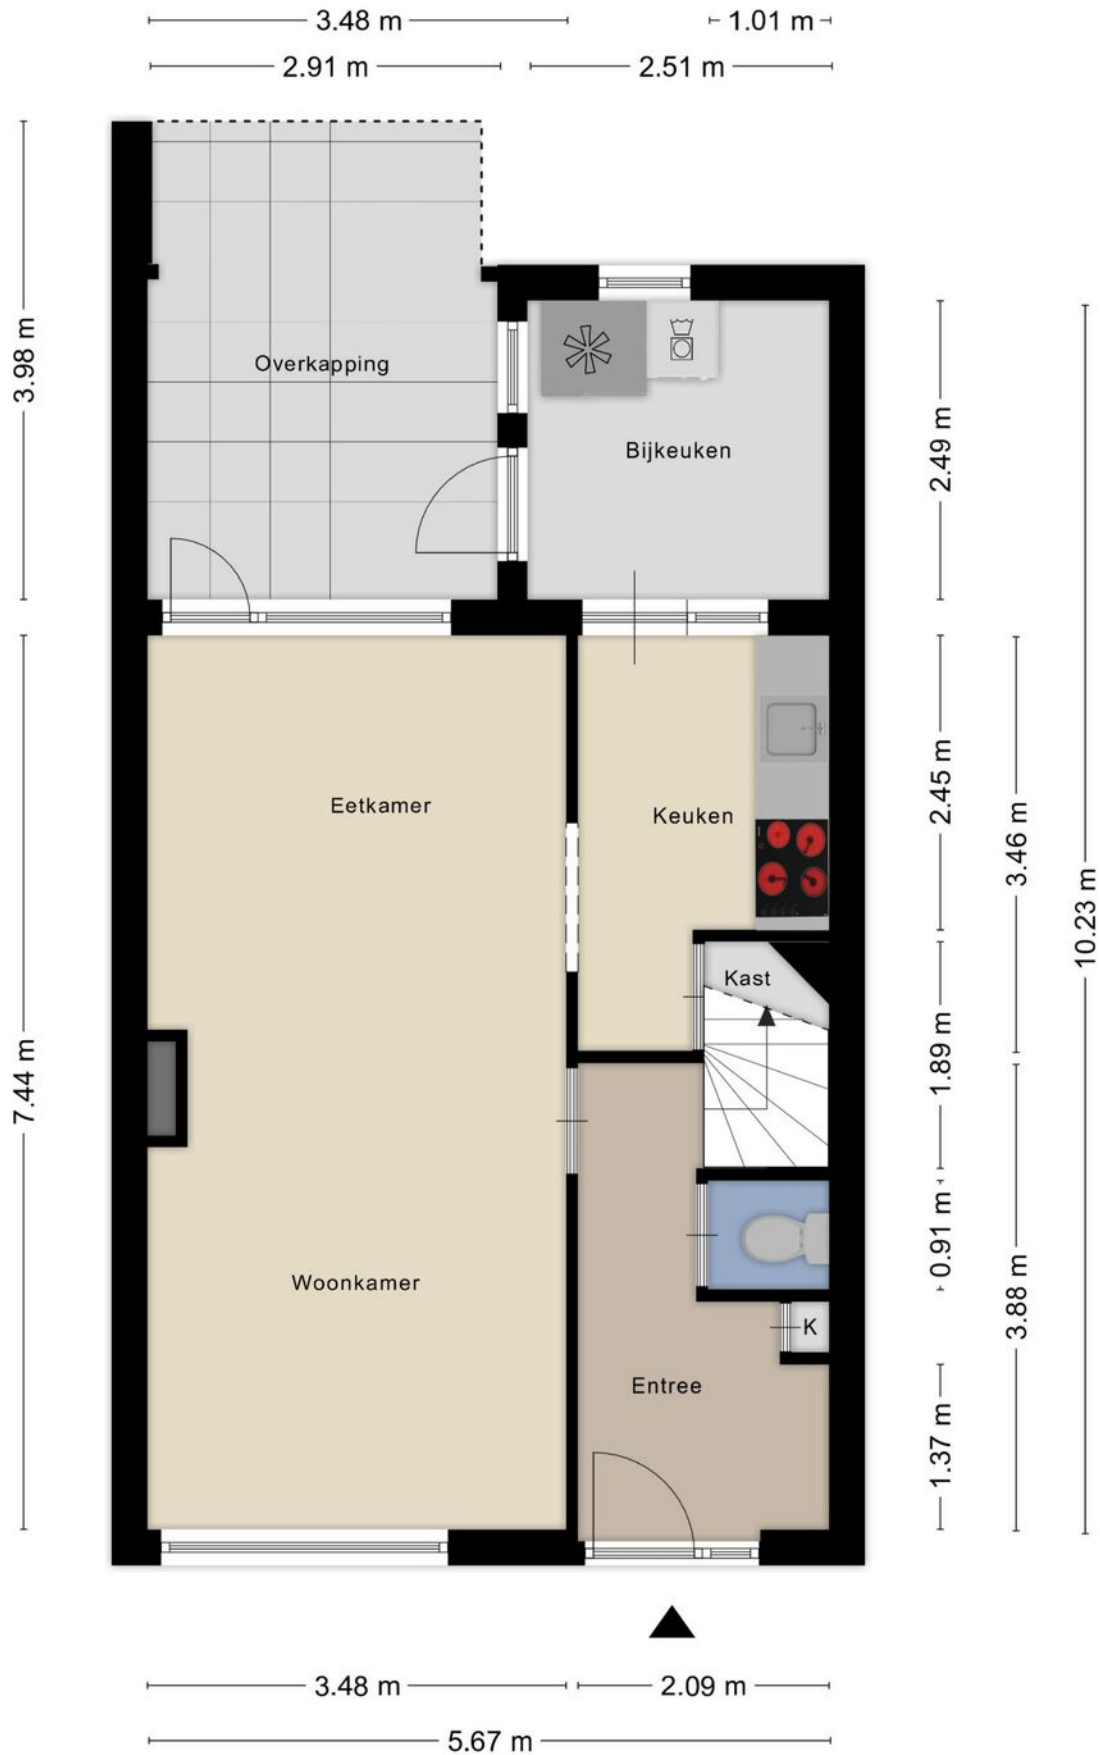 3.48 m
1.01 m
2.91 m
2.51 m
3.98 m
Overkapping
Bijkeuken
2.49 m
Eetkamer
Keuken
2.45 m
3.46 m
10.23 m
Kast
7.44 m
1.89 m
Woonkamer
0.91 m
3.88 m
K
Entree
1.37 m
3.48 m
2.09 m
5.67 m